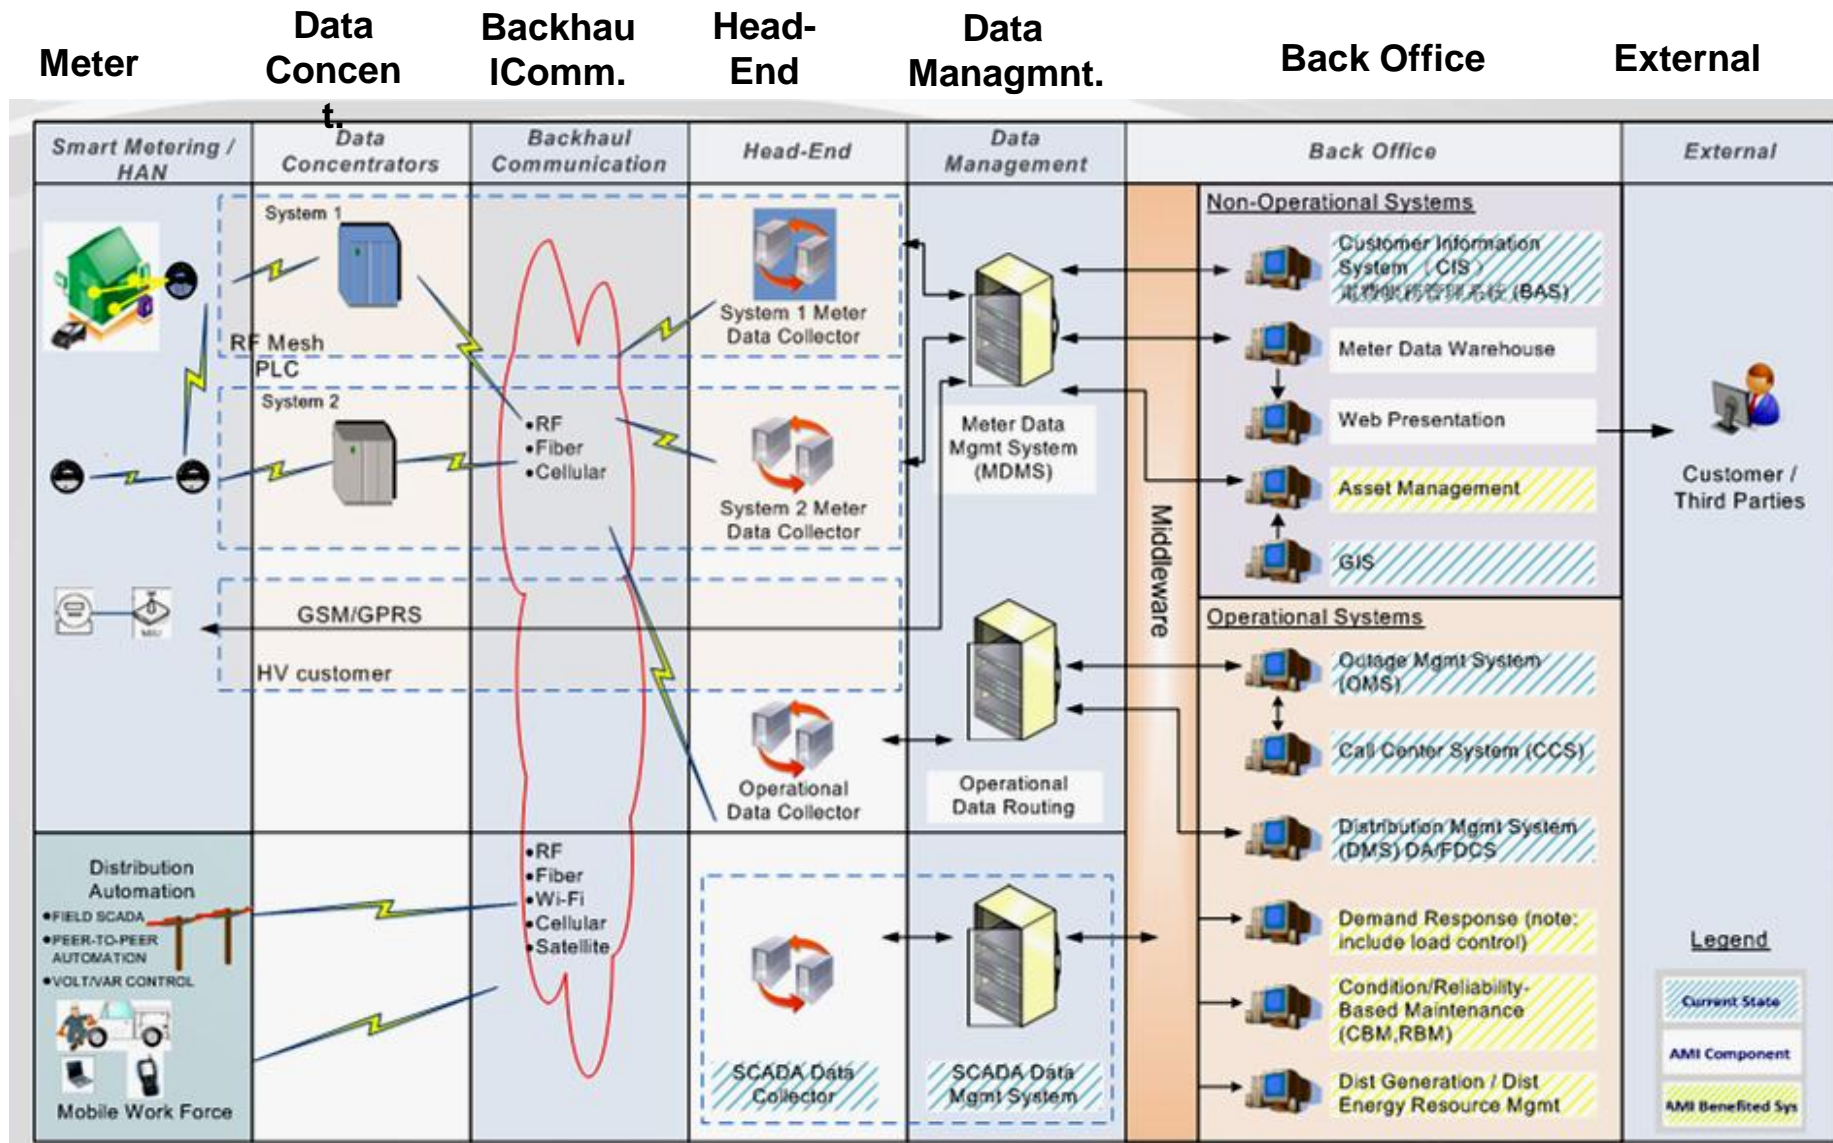 Meter
Data
Concen
t.
Backhau
lComm.
Head-
End
Data
Managmnt.
Back Office
External
Smart Metering /
HAN
Data
Concentrators
Backhaul
Communication
Head-End
Data
Management
Back Office
External
System 1
RF Mesh
PLC
System 2
GSM/GPRS
HV customer
•RF
•Fiber
•Cellular
System 1 Meter
Data Collector
System 2 Meter
Data Collector
Operational
Data Collector
Meter Data
Mgmt System
(MDMS)
Operational
Data Routing
Middleware
Non-Operational Systems
Customer Information
System （CIS）
(BAS)
Meter Data Warehouse
Web Presentation
Asset Management
GIS
Operational Systems
Outage Mgmt System
(OMS)
Call Center System (CCS)
Distribution Mgmt System
(DMS) DA/FDCS
Demand Response (note:
include load control)
Condition/Reliability-
Based Maintenance
(CBM,RBM)
Dist Generation / Dist
Energy Resource Mgmt
Customer /
Third Parties
Distribution
Automation
•FIELD SCADA
•PEER-TO-PEER
AUTOMATION
•VOLT/VAR CONTROL
Mobile Work Force
•RF
•Fiber
•Wi-Fi
•Cellular
•Satellite
SCADA Data
Collector
SCADA Data
Mgmt System
Legend
Current State
AMI Component
AMI Benefited Sys